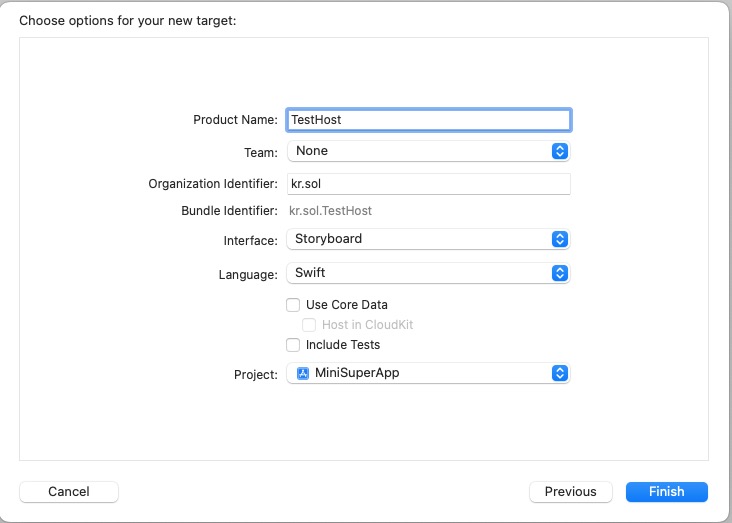 Choose options for your new target:
Product Name: TestHost
Team: None
Organization Identifier: kr.sol
Bundle Identifier: kr.sol.TestHost
Interface: Storyboard
Language: Swift
Use Core Data
Host in CloudKit
Include Tests
Project: MiniSuperApp
Cancel Previous Finish